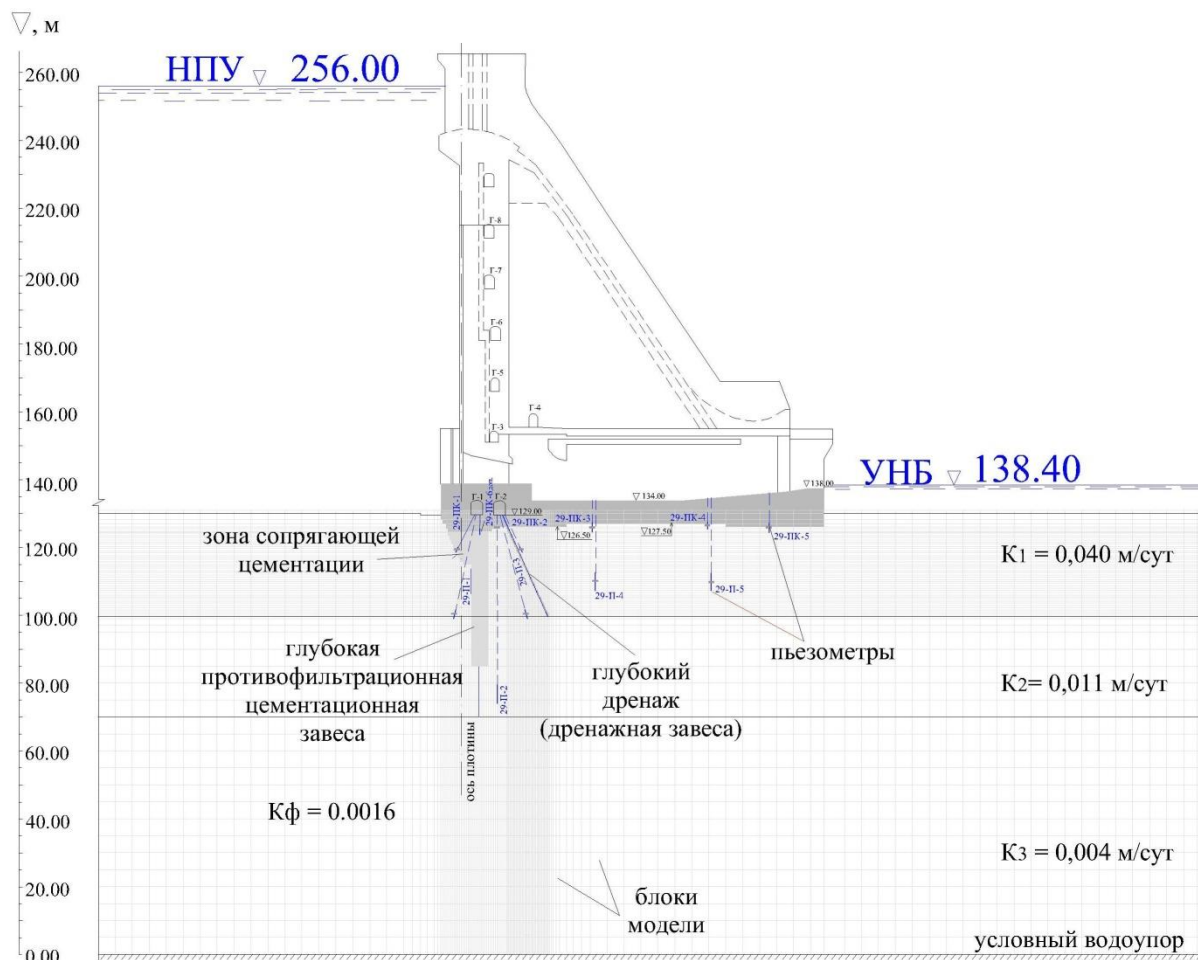 ▽, м
260.00
НПУ ▽ 256.00
240.00
220.00
Г-8
200.00
Г-7
Г-6
180.00
Г-5
160.00
Г-4
Г-3
УНБ ▽ 138.40
140.00
▽138.00
▽134.00
Г-1
Г-2
▽129.00
29-ПК-1
29-ПК-2
29-ПК-3
29-ПК-4
29-ПК-5
▽126.50
▽127.50
зона сопрягающей
цементации
120.00
K1 = 0,040 м/сут
29-П-1
29-П-3
29-П-4
29-П-5
100.00
глубокая
противофильтрационная
цементационная
завеса
глубокий
дренаж
(дренажная завеса)
пьезометры
80.00
K2= 0,011 м/сут
29-П-2
60.00
ось плотины
Kф = 0.0016
40.00
K3 = 0,004 м/сут
20.00
блоки
модели
условный водоупор
0.00